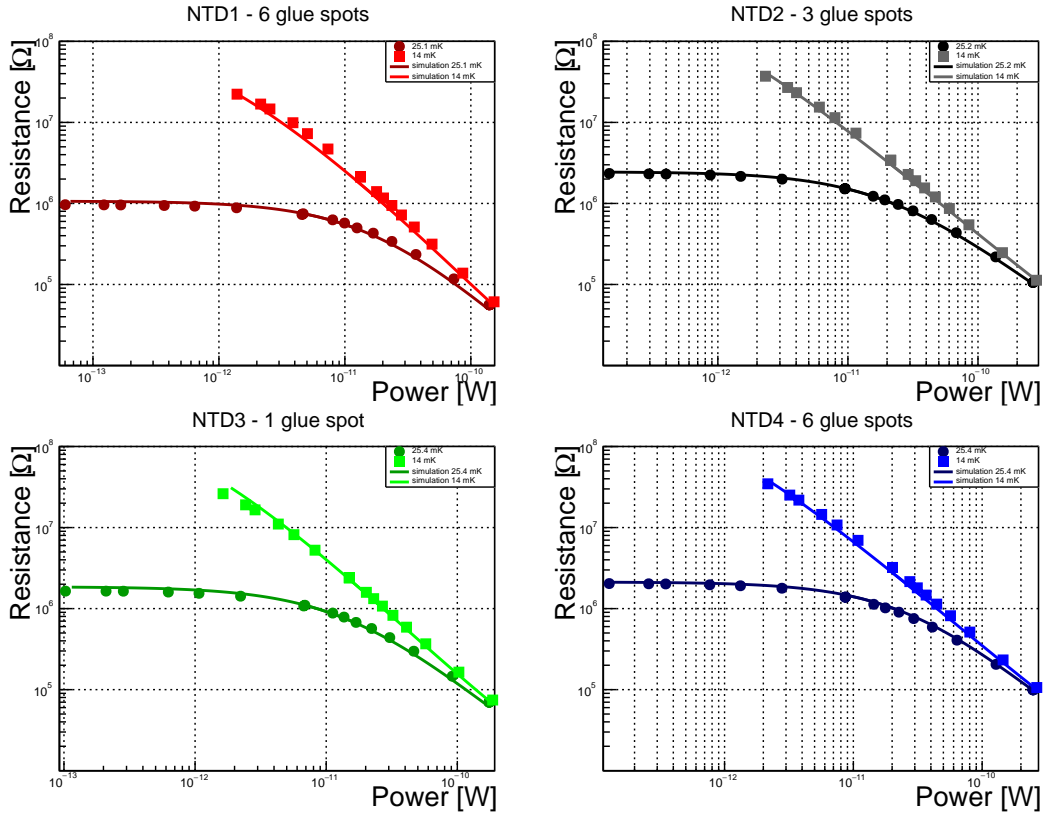 NTD1 - 6 glue spots
Resistance [Ω]
10^8
10^7
10^6
10^5
25.1 mK
14 mK
simulation 25.1 mK
simulation 14 mK
10^-13
10^-12
10^-11
10^-10
Power [W]
NTD2 - 3 glue spots
Resistance [Ω]
10^8
10^7
10^6
10^5
25.2 mK
14 mK
simulation 25.2 mK
simulation 14 mK
10^-12
10^-11
10^-10
Power [W]
NTD3 - 1 glue spot
Resistance [Ω]
10^8
10^7
10^6
10^5
25.4 mK
14 mK
simulation 25.4 mK
simulation 14 mK
10^-13
10^-12
10^-11
10^-10
Power [W]
NTD4 - 6 glue spots
Resistance [Ω]
10^8
10^7
10^6
10^5
25.4 mK
14 mK
simulation 25.4 mK
simulation 14 mK
10^-12
10^-11
10^-10
Power [W]